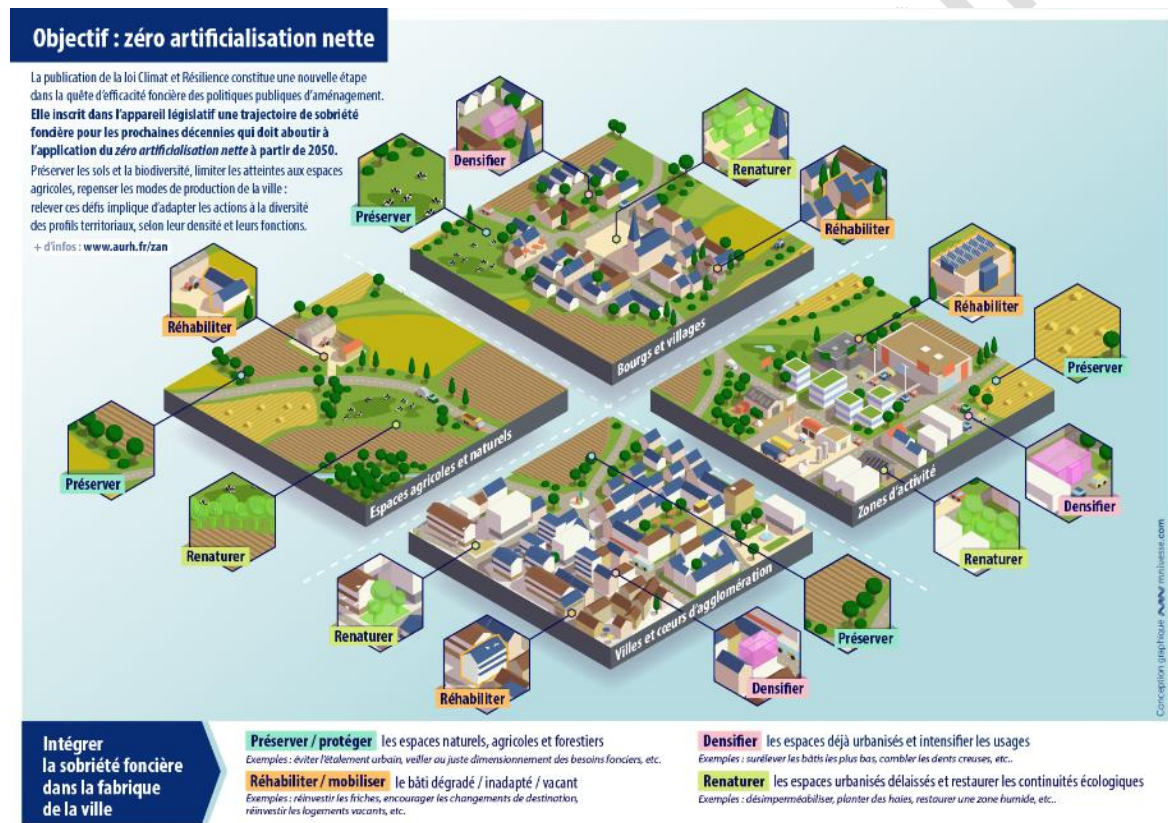 Objectif : zéro artificialisation nette
La publication de la loi Climat et Résilience constitue une nouvelle étape
dans la quête d'efficacité foncière des politiques publiques d'aménagement.
Elle inscrit dans l'appareil législatif une trajectoire de sobriété
foncière pour les prochaines décennies qui doit aboutir à
l'application du zéro artificialisation nette à partir de 2050.
Préserver les sols et la biodiversité, limiter les atteintes aux espaces
agricoles, repenser les modes de production de la ville :
relever ces défis implique d'adapter les actions à la diversité
des profils territoriaux, selon leur densité et leurs fonctions.
+ d'infos : www.aurh.fr/zan
Densifier
Renaturer
Préserver
Réhabiliter
Bourgs et villages
Réhabiliter
Préserver
Renaturer
Espaces agricoles et naturels
Réhabiliter
Préserver
Densifier
Renaturer
Zones d'activité
Renaturer
Réhabiliter
Densifier
Préserver
Villes et cœurs d'agglomération
Conception graphique mnivesse.com
Intégrer
la sobriété foncière
dans la fabrique
de la ville
Préserver / protéger les espaces naturels, agricoles et forestiers
Exemples : éviter l'étalement urbain, veiller au juste dimensionnement des besoins fonciers, etc.
Réhabiliter / mobiliser le bâti dégradé / inadapté / vacant
Exemples : réinvestir les friches, encourager les changements de destination,
réinvestir les logements vacants, etc.
Densifier les espaces déjà urbanisés et intensifier les usages
Exemples : surélever les bâtis les plus bas, combler les dents creuses, etc..
Renaturer les espaces urbanisés délaissés et restaurer les continuités écologiques
Exemples : désimperméabiliser, planter des haies, restaurer une zone humide, etc..